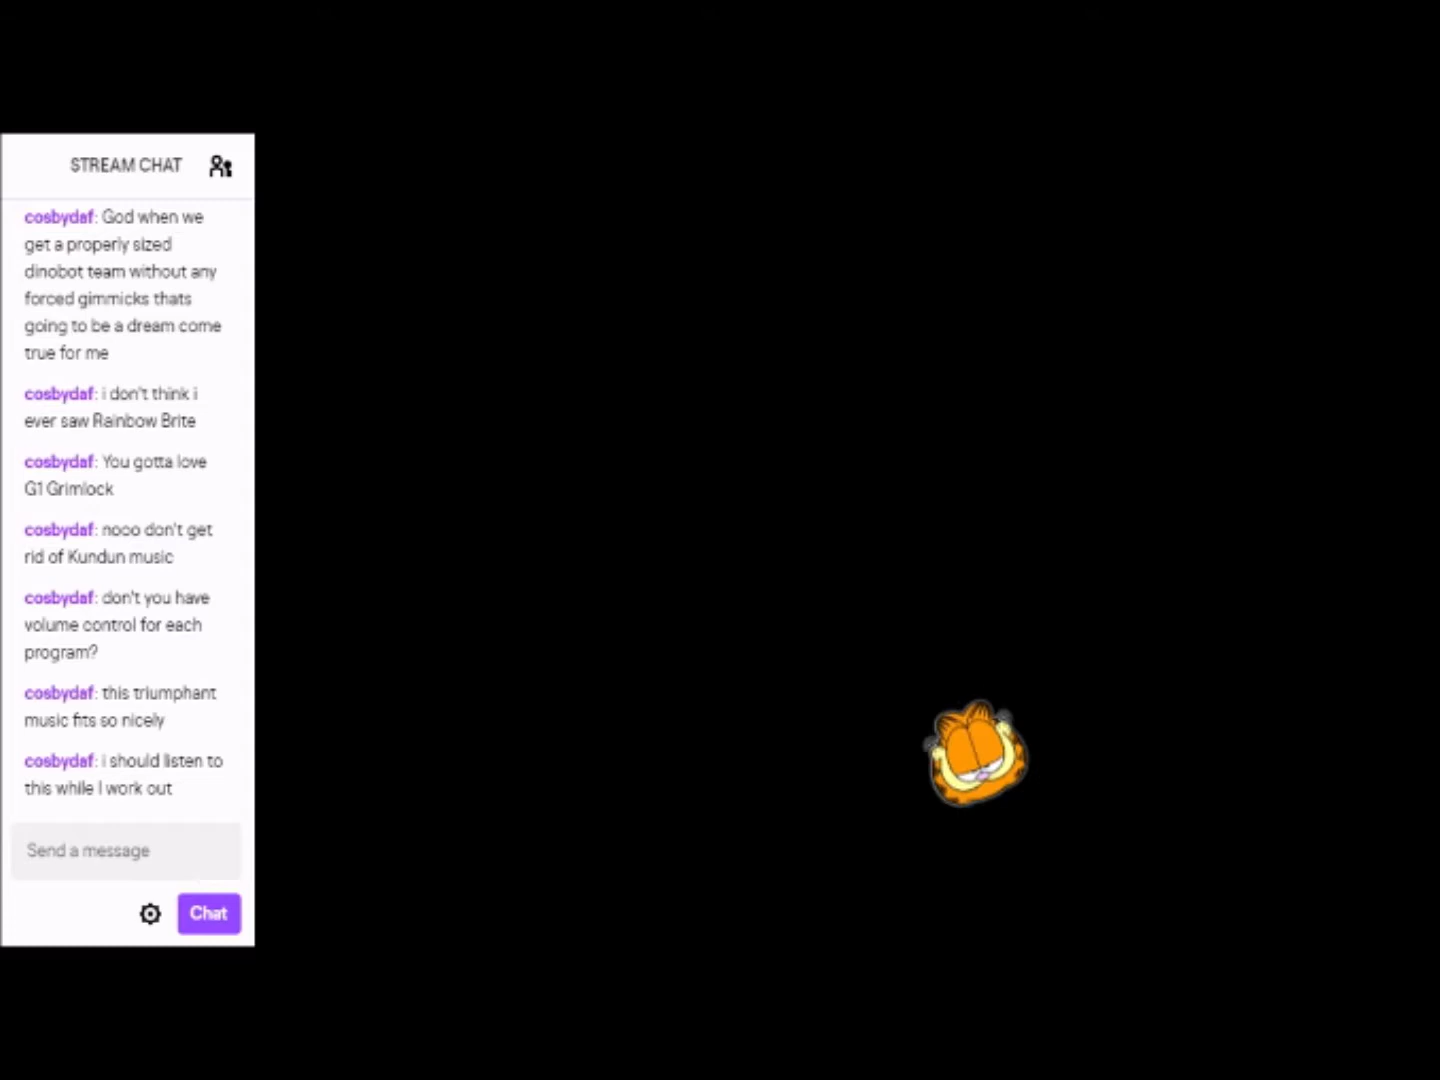 STREAM CHAT
cosbydaf: God when we
get a properly sized
dinobot team without any
forced gimmicks thats
going to be a dream come
true for me
cosbydaf: i don't think i
ever saw Rainbow Brite
cosbydaf: You gotta love
G1 Grimlock
cosbydaf: nooo don't get
rid of Kundun music
cosbydaf: don't you have
volume control for each
program?
cosbydaf: this triumphant
music fits so nicely
cosbydaf: i should listen to
this while I work out
Send a message
Chat